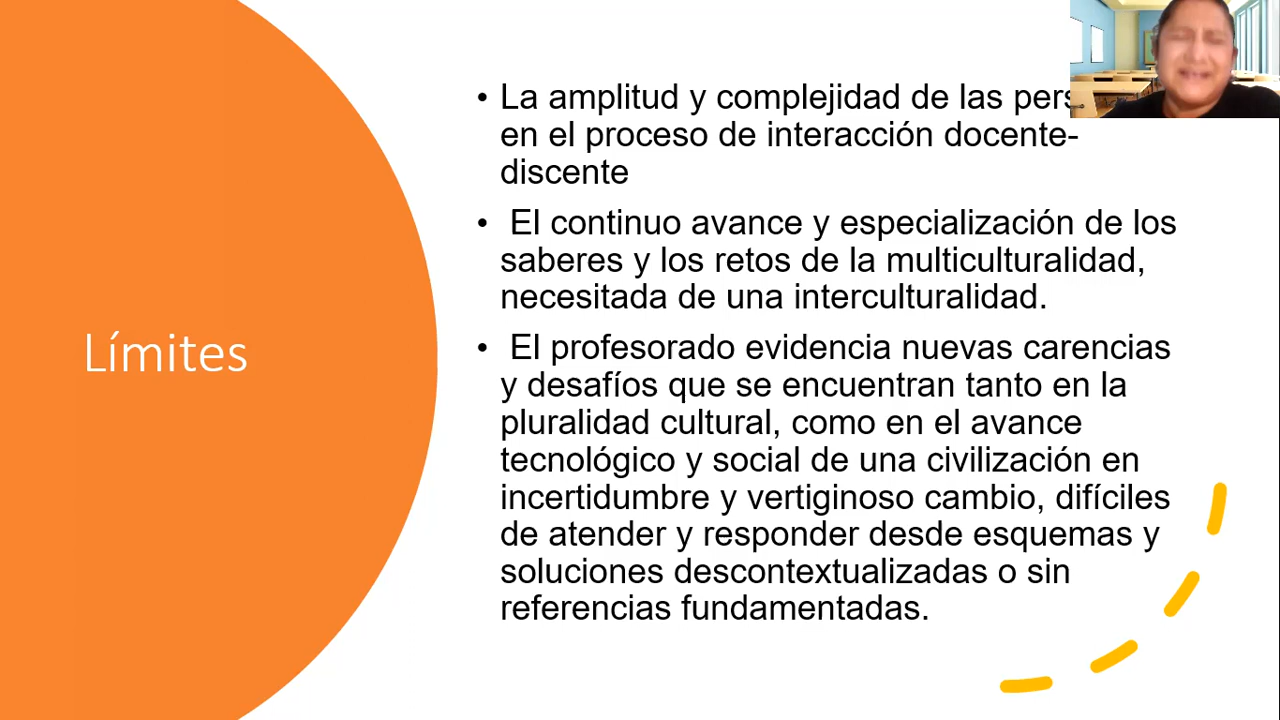 Límites
• La amplitud y complejidad de las
en el proceso de interacción docente-
discente
• El continuo avance y especialización de los
saberes y los retos de la multiculturalidad,
necesitada de una interculturalidad.
• El profesorado evidencia nuevas carencias
y desafíos que se encuentran tanto en la
pluralidad cultural, como en el avance
tecnológico y social de una civilización en
incertidumbre y vertiginoso cambio, difíciles
de atender y responder desde esquemas y
soluciones descontextualizadas o sin
referencias fundamentadas.